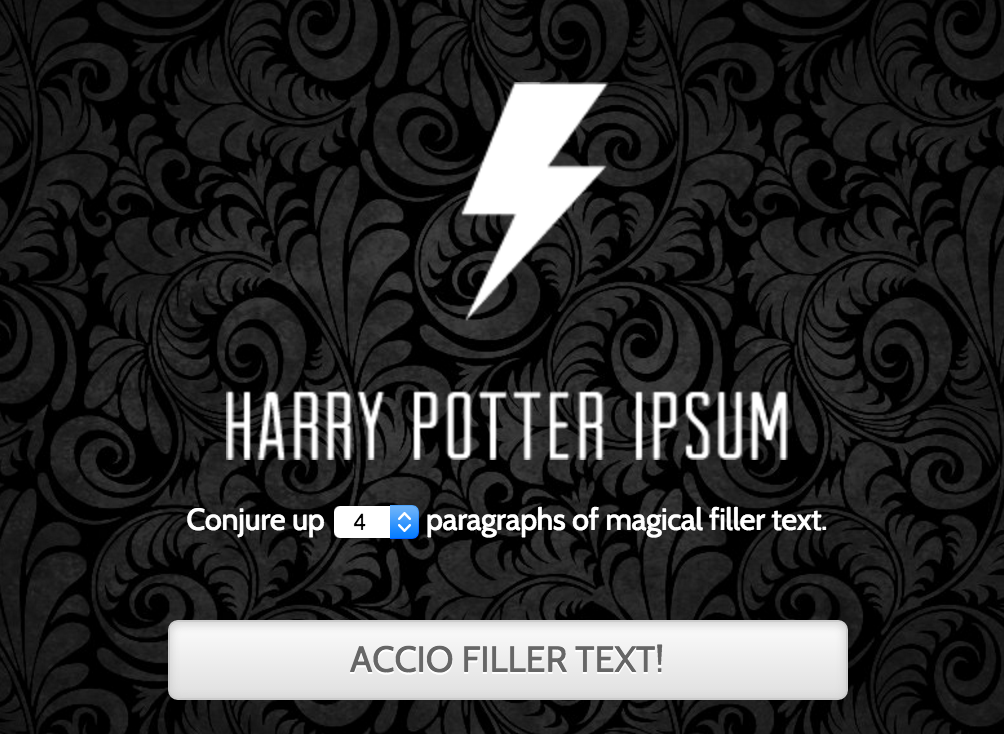 HARRY POTTER IPSUM
Conjure up 4 paragraphs of magical filler text.
ACCIO FILLER TEXT!